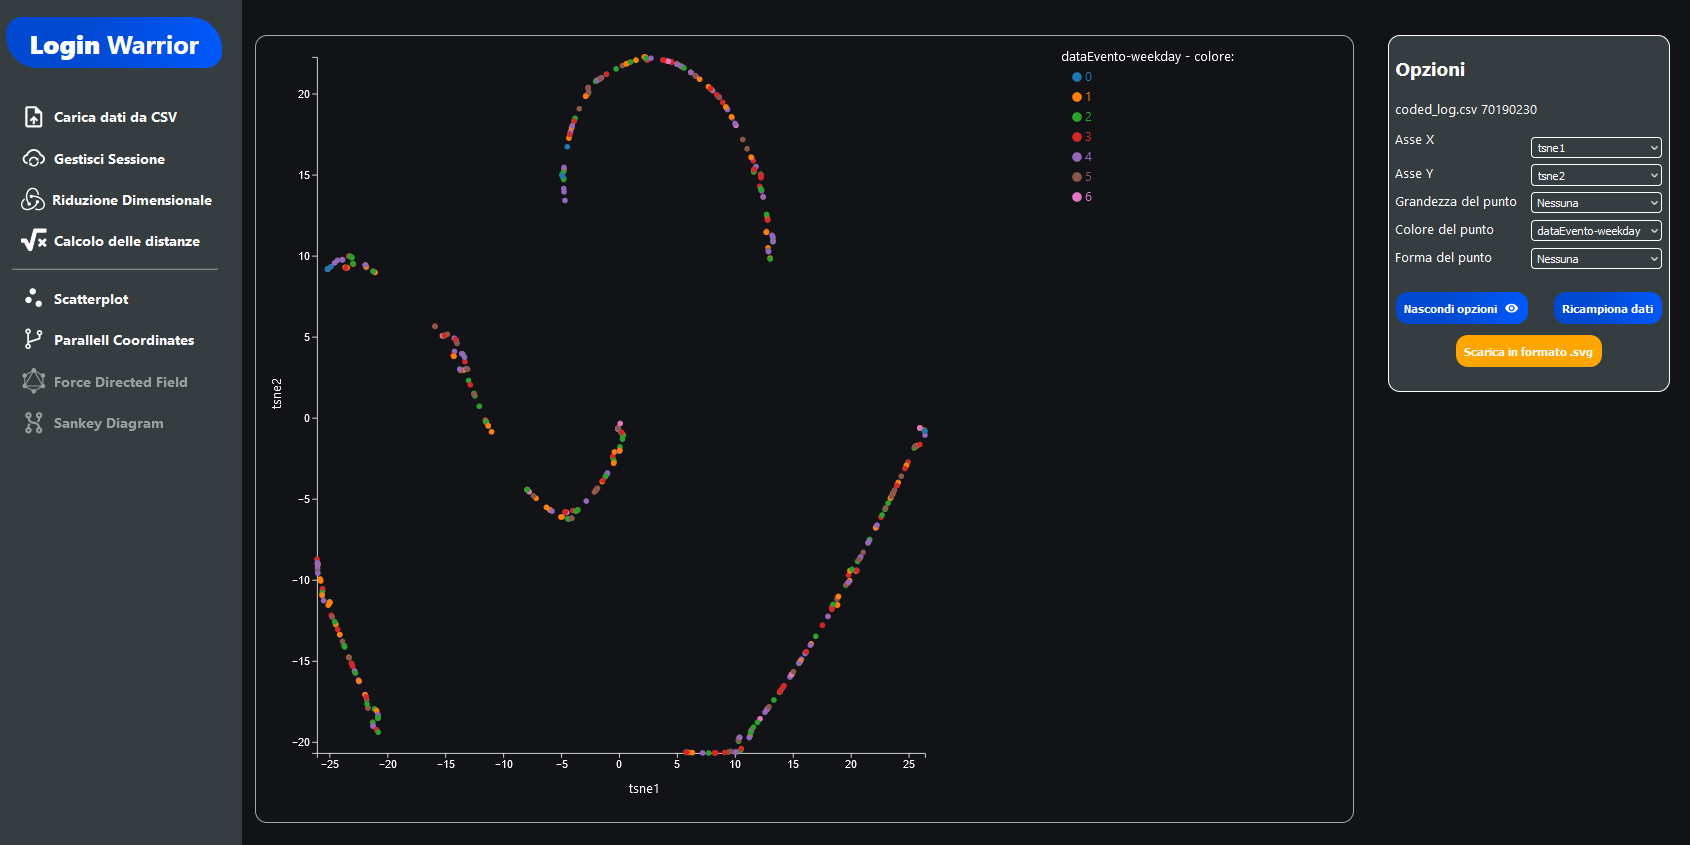 Login Warrior
Carica dati da CSV
Gestisci Sessione
Riduzione Dimensionale
Calcolo delle distanze
Scatterplot
Parallell Coordinates
Force Directed Field
Sankey Diagram
dataEvento-weekday - colore:
0
1
2
3
4
5
6
tsne2
20
15
10
5
0
−5
−10
−15
−20
−25 −20 −15 −10 −5 0 5 10 15 20 25
tsne1
Opzioni
coded_log.csv 70190230
Asse X tsne1
Asse Y tsne2
Grandezza del punto Nessuna
Colore del punto dataEvento-weekday
Forma del punto Nessuna
Nascondi opzioni Ricampiona dati
Scarica in formato .svg